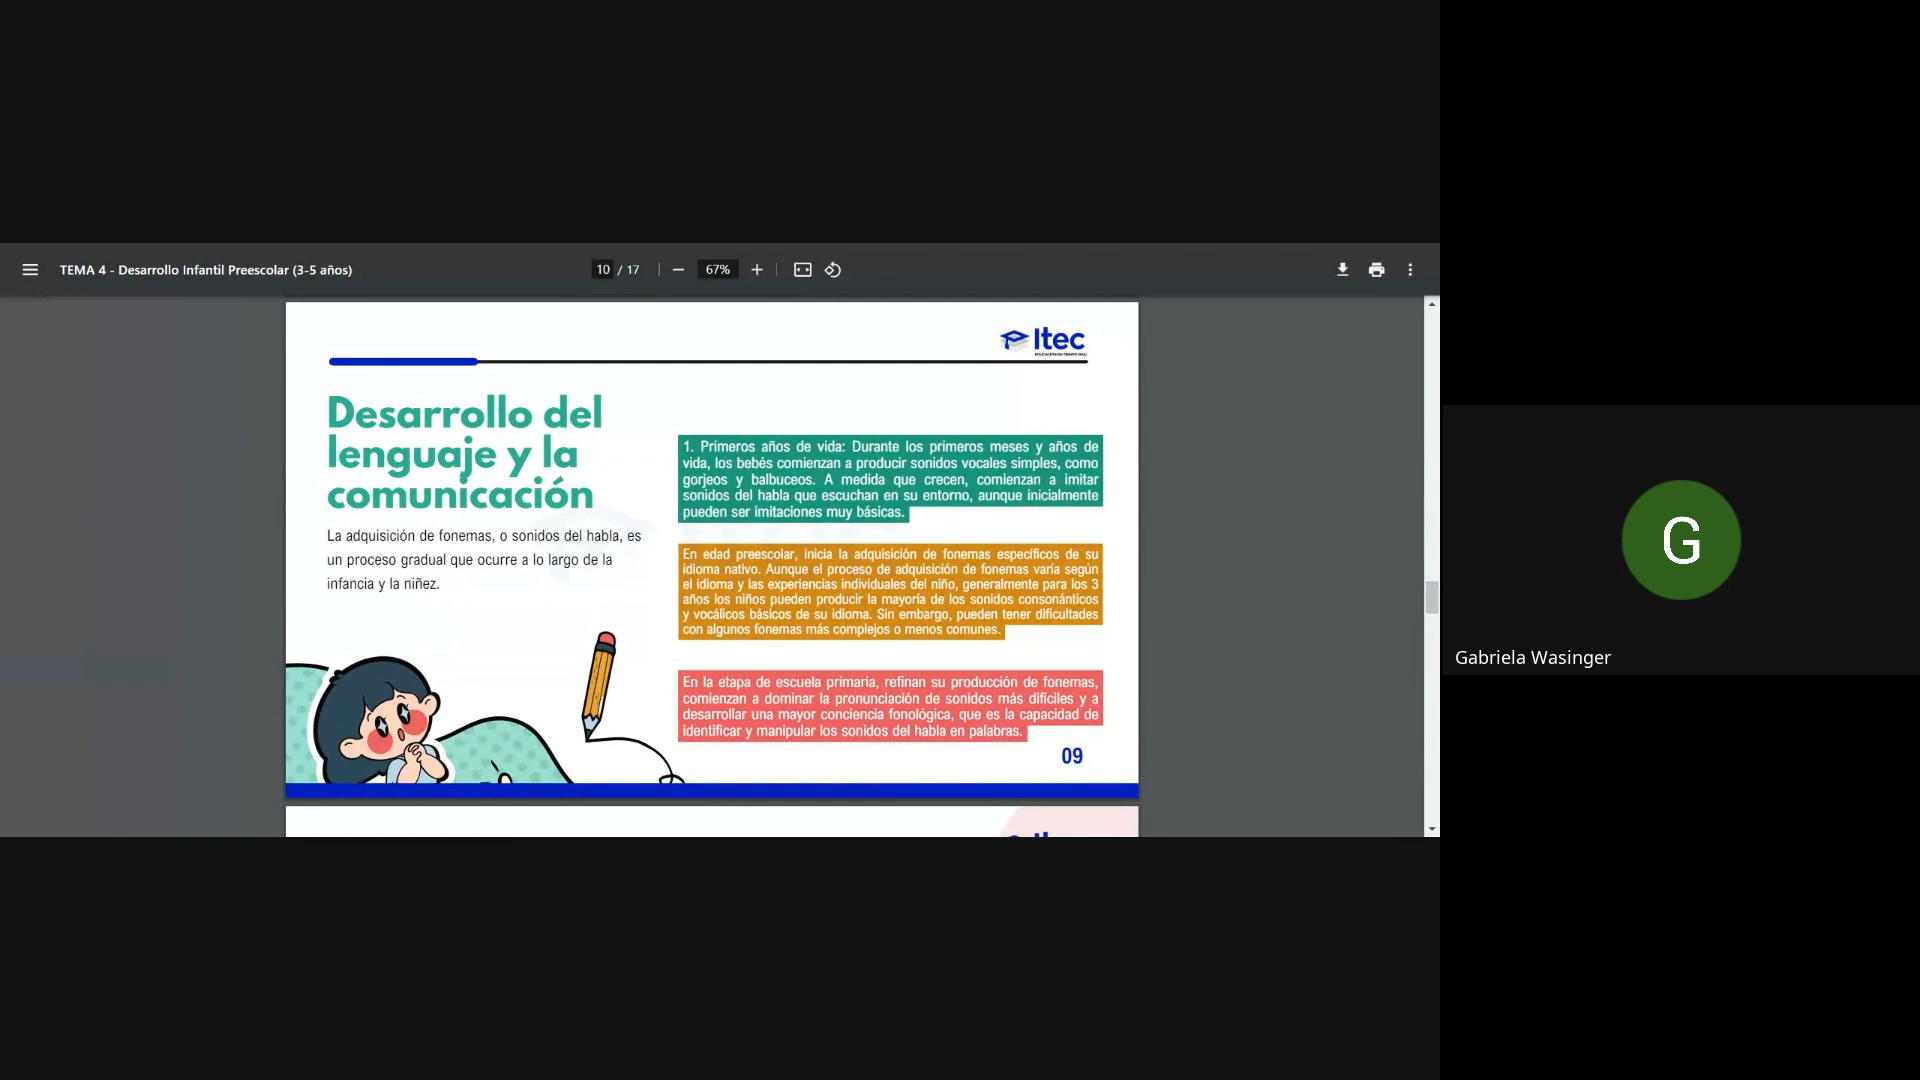 TEMA 4 - Desarrollo Infantil Preescolar (3-5 años)
10 / 17
67%
Itec
Desarrollo del
lenguaje y la
comunicación
La adquisición de fonemas, o sonidos del habla, es
un proceso gradual que ocurre a lo largo de la
infancia y la niñez.
1. Primeros años de vida: Durante los primeros meses y años de
vida, los bebés comienzan a producir sonidos vocales simples, como
gorjeos y balbuceos. A medida que crecen, comienzan a imitar
sonidos del habla que escuchan en su entorno, aunque inicialmente
pueden ser imitaciones muy básicas.
En edad preescolar, inicia la adquisición de fonemas específicos de su
idioma nativo. Aunque el proceso de adquisición de fonemas varía según
el idioma y las experiencias individuales del niño, generalmente para los 3
años los niños pueden producir la mayoría de los sonidos consonánticos
y vocálicos básicos de su idioma. Sin embargo, pueden tener dificultades
con algunos fonemas más complejos o menos comunes.
En la etapa de escuela primaria, refinan su producción de fonemas,
comienzan a dominar la pronunciación de sonidos más difíciles y a
desarrollar una mayor conciencia fonológica, que es la capacidad de
identificar y manipular los sonidos del habla en palabras.
09
G
Gabriela Wasinger